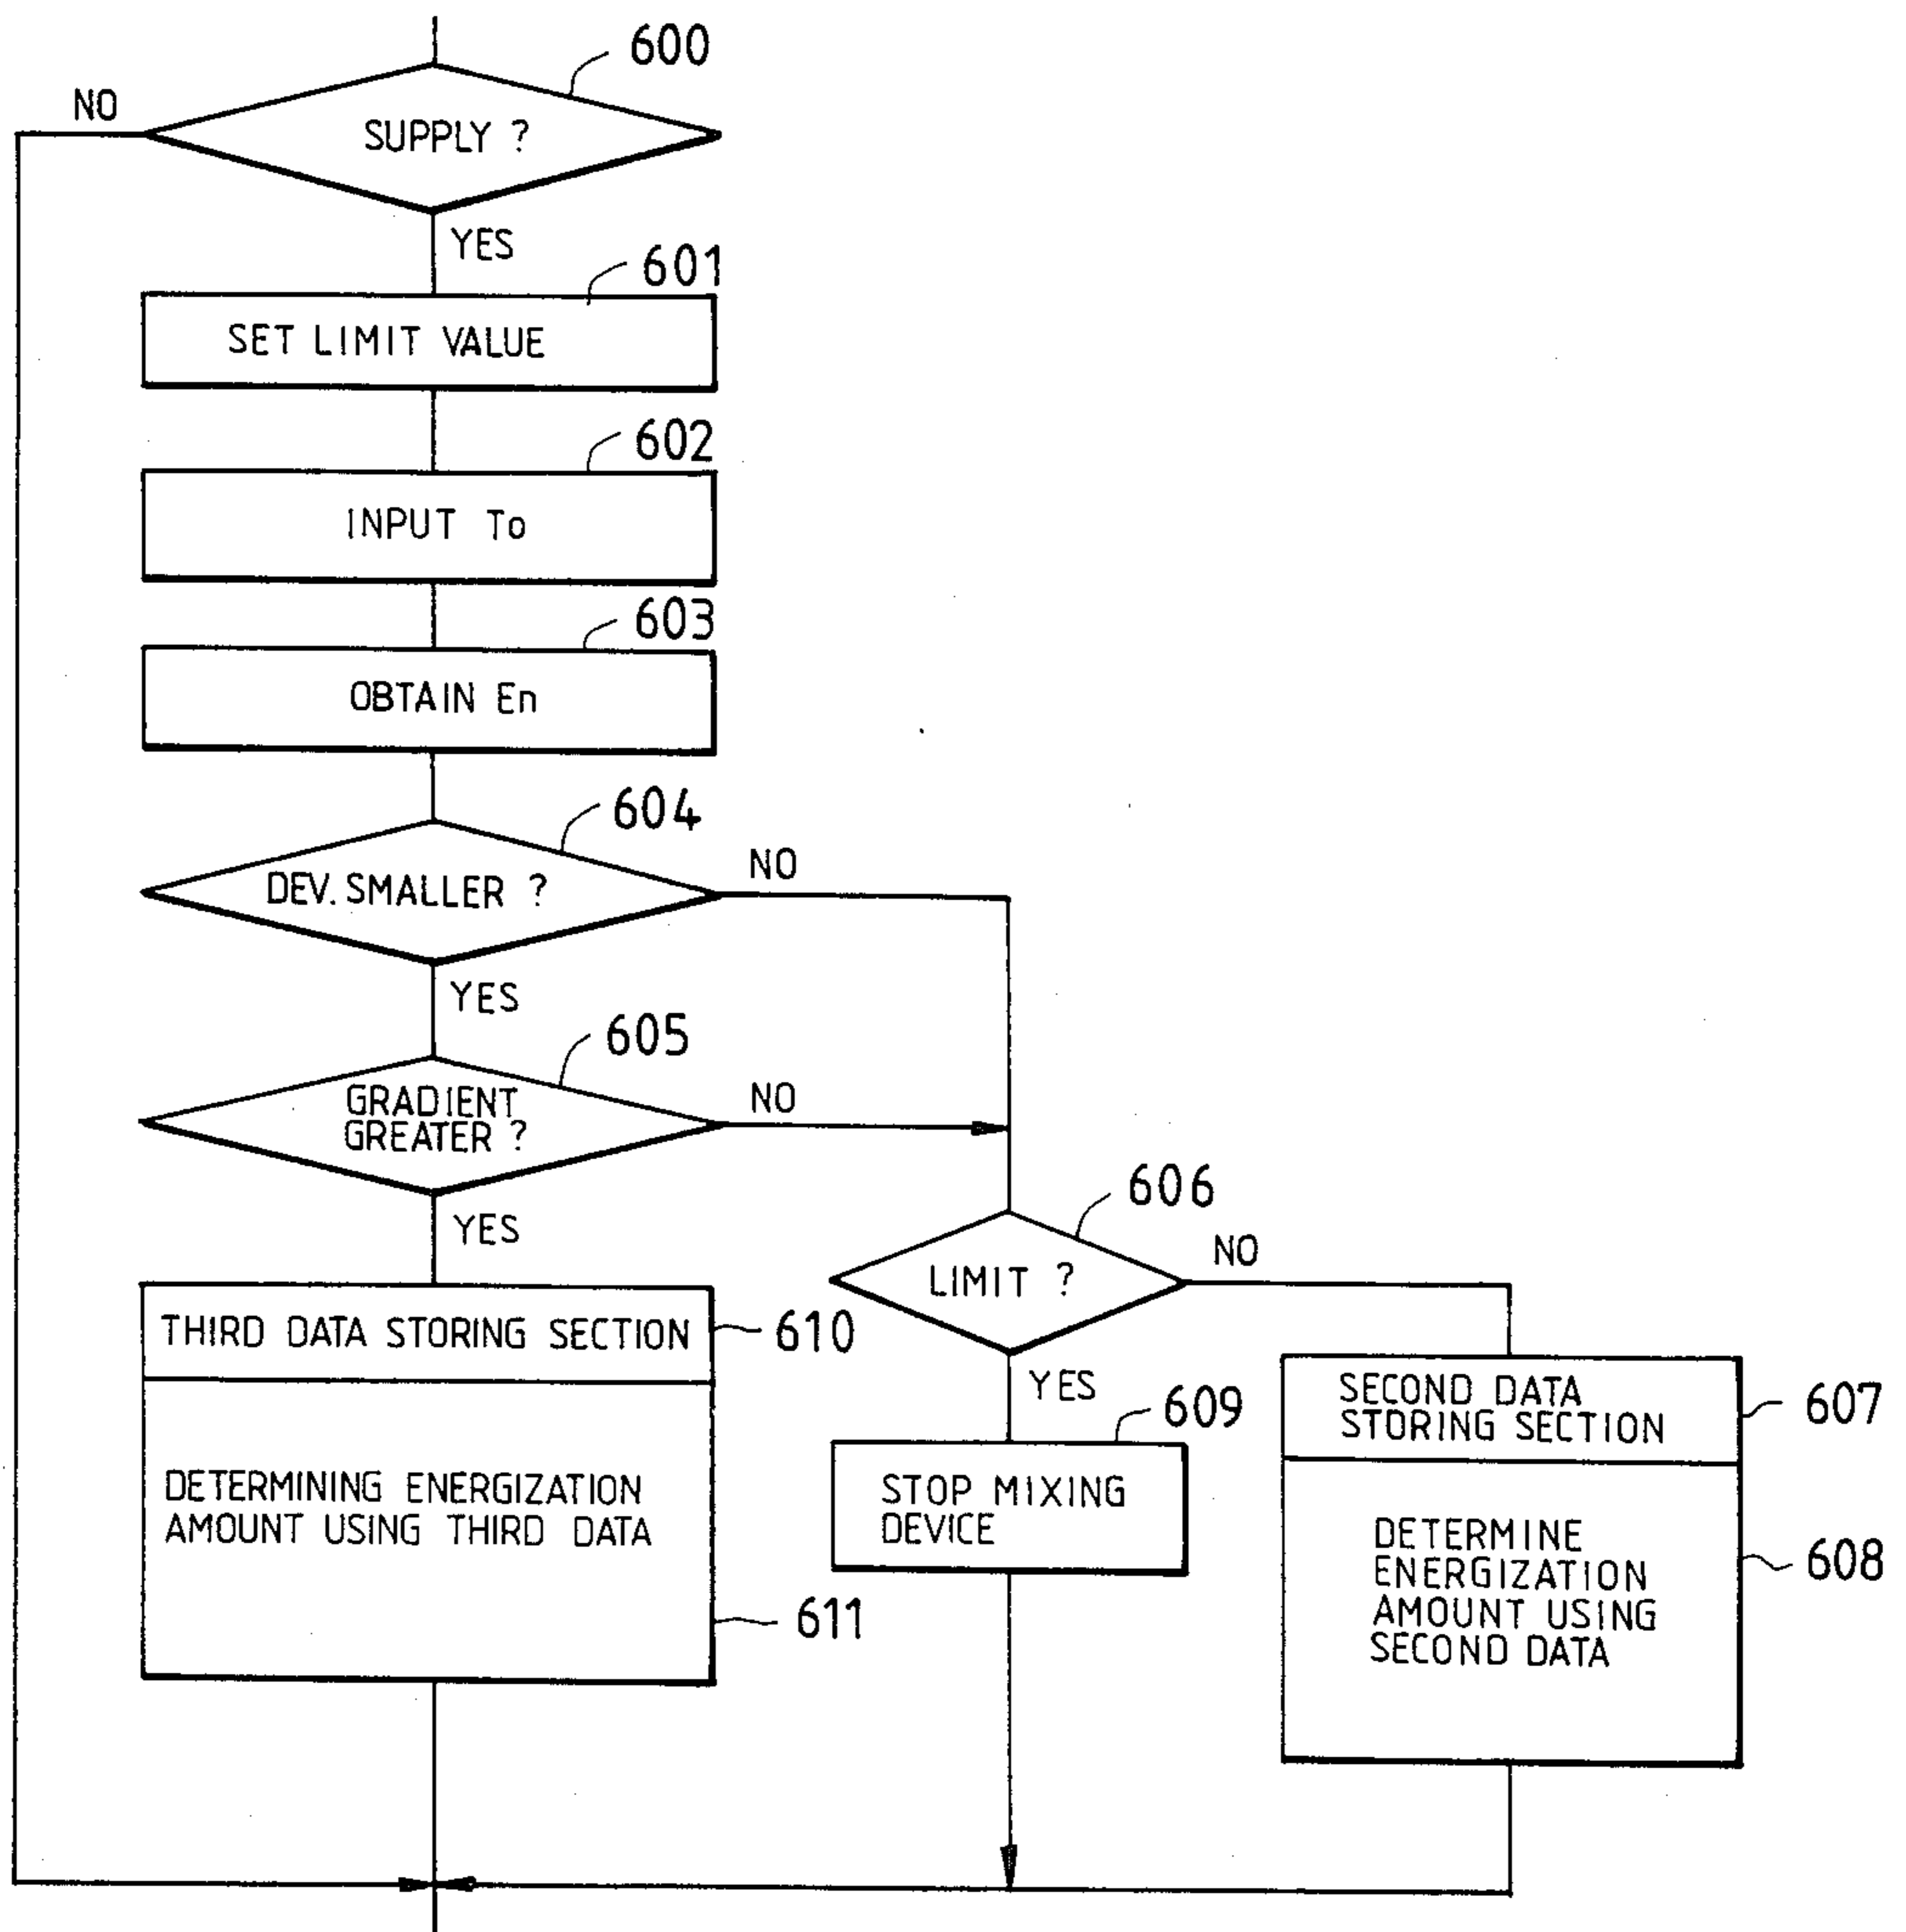 600
NO
SUPPLY ?
YES
601
SET LIMIT VALUE
602
INPUT To
603
OBTAIN En
604
NO
DEV. SMALLER ?
YES
605
GRADIENT
GREATER ?
NO
YES
606
NO
LIMIT ?
YES
THIRD DATA STORING SECTION
610
DETERMINING ENERGIZATION
AMOUNT USING THIRD DATA
611
609
STOP MIXING
DEVICE
SECOND DATA
STORING SECTION
607
DETERMINE
ENERGIZATION
AMOUNT USING
SECOND DATA
608